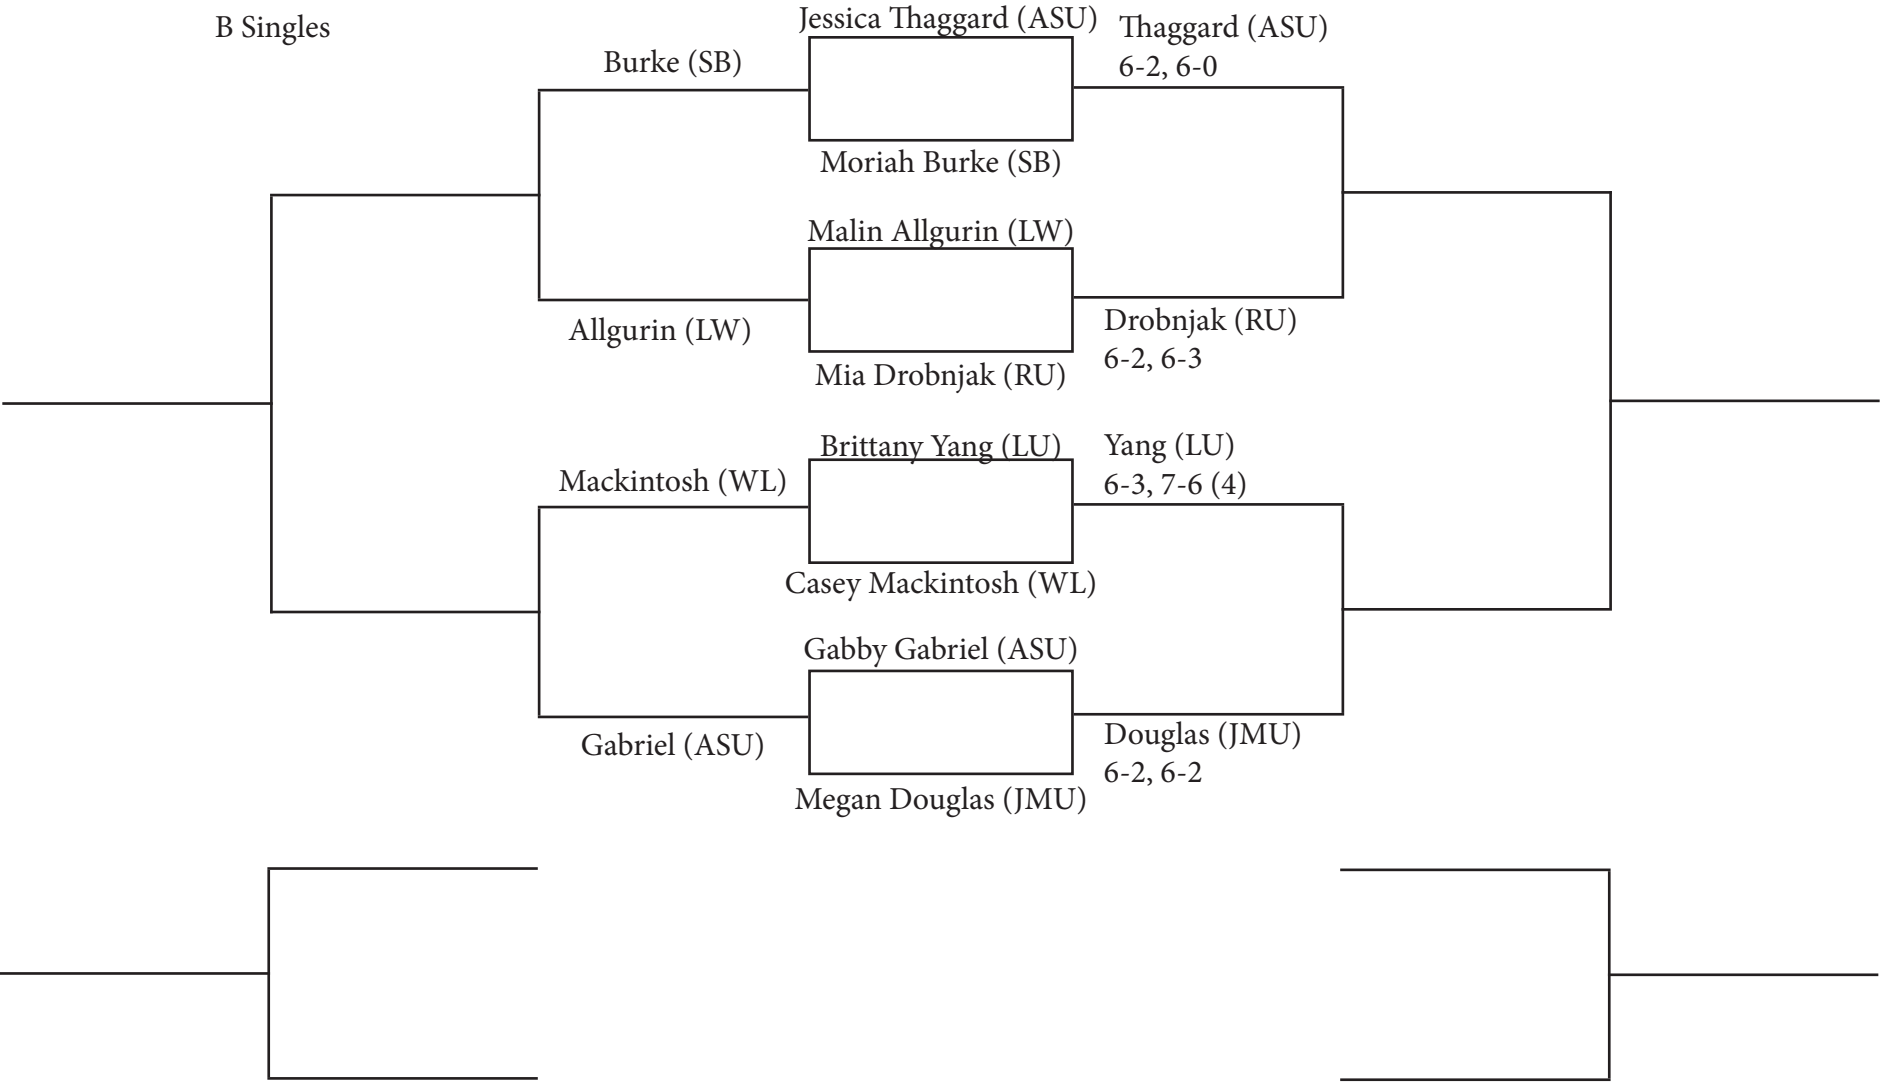 B Singles
Jessica Thaggard (ASU)
Thaggard (ASU)
6-2, 6-0
Burke (SB)
Moriah Burke (SB)
Malin Allgurin (LW)
Allgurin (LW)
Drobnjak (RU)
6-2, 6-3
Mia Drobnjak (RU)
Brittany Yang (LU)
Yang (LU)
6-3, 7-6 (4)
Mackintosh (WL)
Casey Mackintosh (WL)
Gabby Gabriel (ASU)
Gabriel (ASU)
Douglas (JMU)
6-2, 6-2
Megan Douglas (JMU)